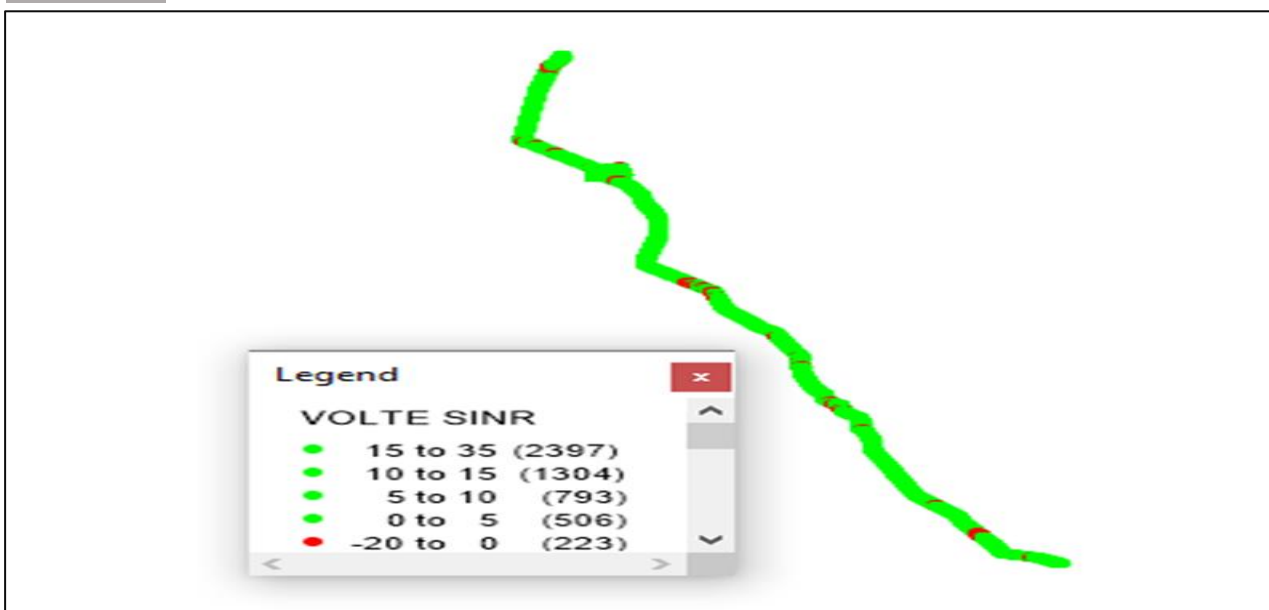 Legend
VOLTE SINR
15 to 35 (2397)
10 to 15 (1304)
5 to 10 (793)
0 to 5 (506)
-20 to 0 (223)